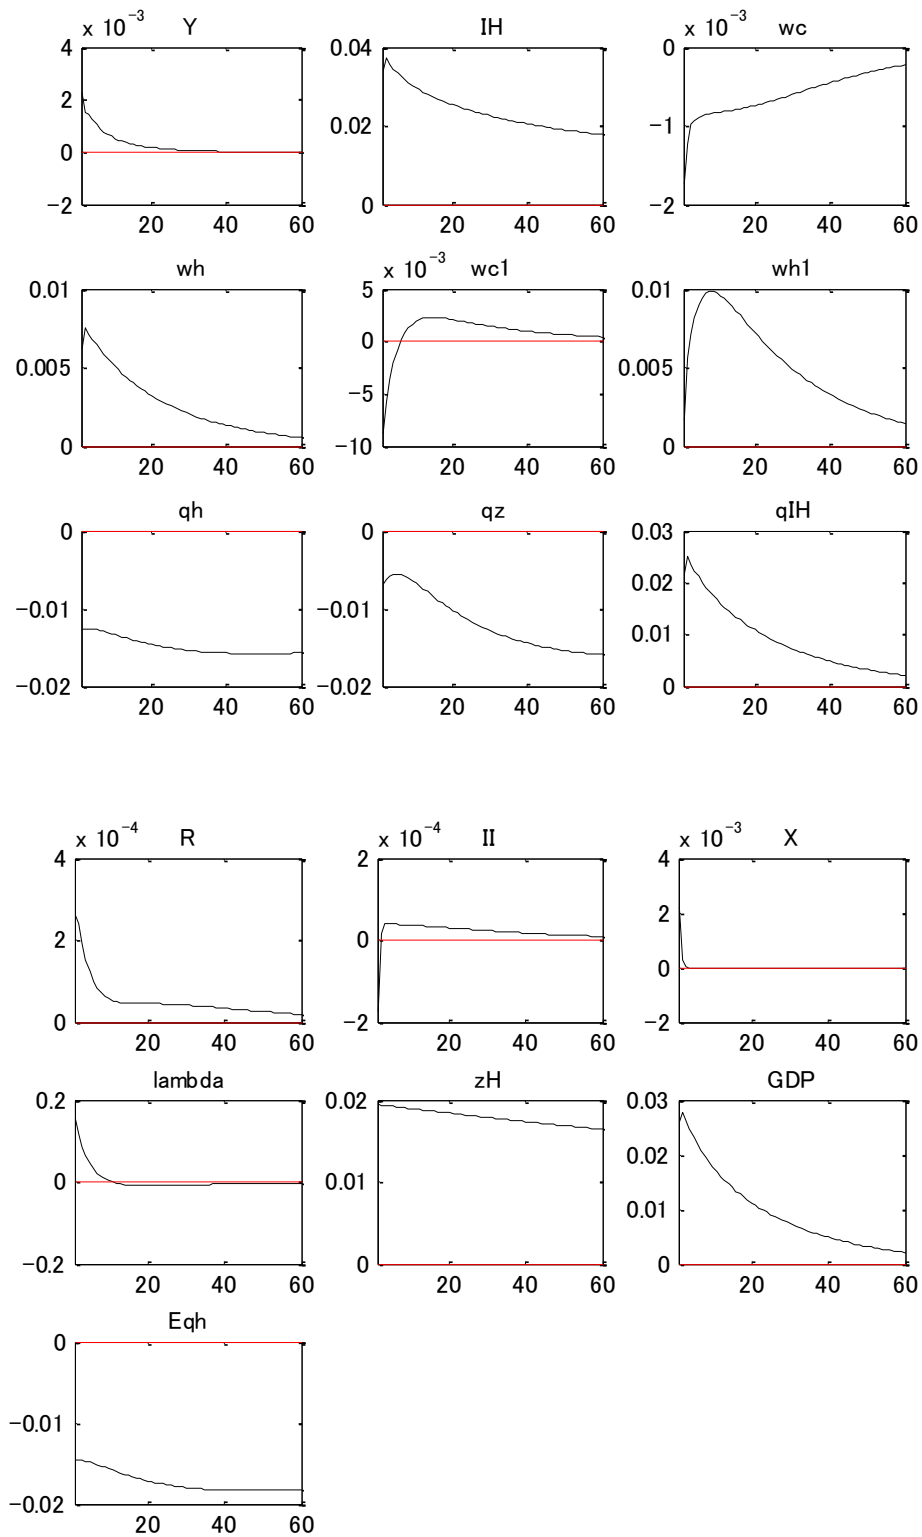 x 10⁻³ Y IH x 10⁻³ wc
4 0.04 0
2
0 0.02 −1
−2 0 −2
20 40 60 20 40 60 20 40 60
wh x 10⁻³ wc1 wh1
0.01 5 0.01
0
0.005 −5 0.005
0 −10 0
20 40 60 20 40 60 20 40 60
qh qz qIH
0 0 0.03
0.02
−0.01 −0.01 0.01
−0.02 −0.02 0
20 40 60 20 40 60 20 40 60
x 10⁻⁴ R x 10⁻⁴ II x 10⁻³ X
4 2 4
2 0 2
0
0 −2 −2
20 40 60 20 40 60 20 40 60
lambda zH GDP
0.2 0.02 0.03
0.02
0 0.01 0.01
−0.2 0 0
20 40 60 20 40 60 20 40 60
Eqh
0
−0.01
−0.02
20 40 60